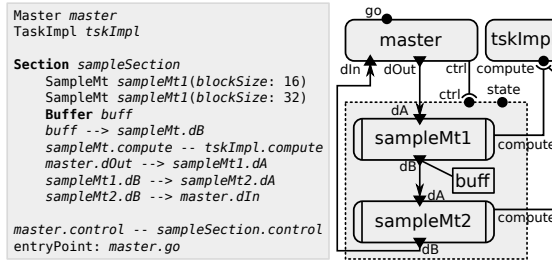 Master master
TaskImpl tskImpl
Section sampleSection
SampleMt sampleMt1(blockSize: 16)
SampleMt sampleMt1(blockSize: 32)
Buffer buff
buff --> sampleMt.dB
sampleMt.compute -- tskImpl.compute
master.dOut --> sampleMt1.dA
sampleMt1.dB --> sampleMt2.dA
sampleMt2.dB --> master.dIn
master.control -- sampleSection.control
entryPoint: master.go
go
master
tskImp
dIn
dOut
ctrl
compute
ctrl
state
dA
sampleMt1
compute
dB
buff
dA
sampleMt2
compute
dB